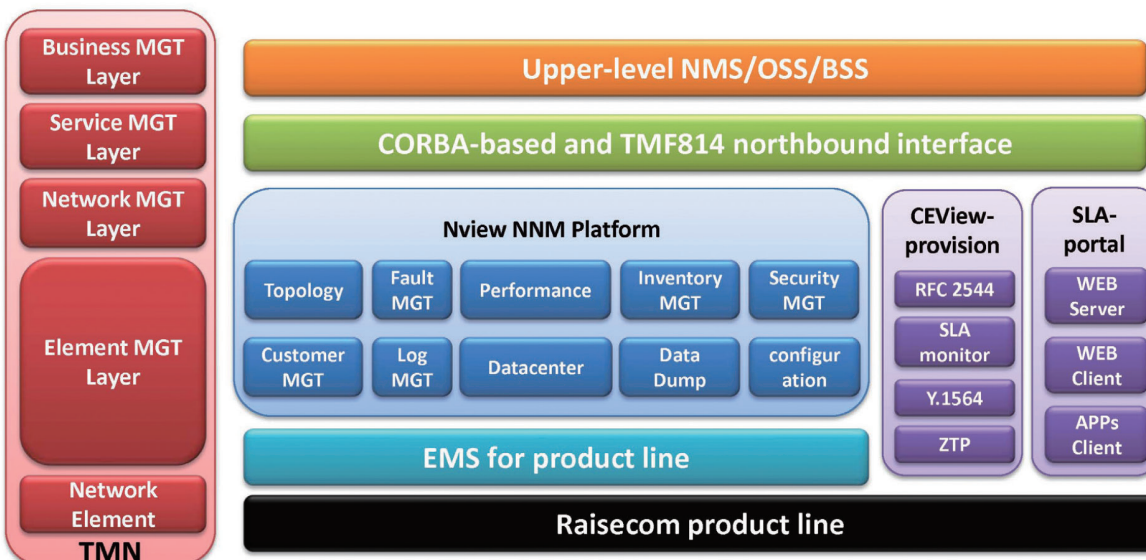 Business MGT
Layer
Service MGT
Layer
Network MGT
Layer
Element MGT
Layer
Network
Element
TMN
Upper-level NMS/OSS/BSS
CORBA-based and TMF814 northbound interface
Nview NNM Platform
Topology
Fault
MGT
Performance
Inventory
MGT
Security
MGT
Customer
MGT
Log
MGT
Datacenter
Data
Dump
configur
ation
CEView-
provision
RFC 2544
SLA
monitor
Y.1564
ZTP
SLA-
portal
WEB
Server
WEB
Client
APPs
Client
EMS for product line
Raisecom product line